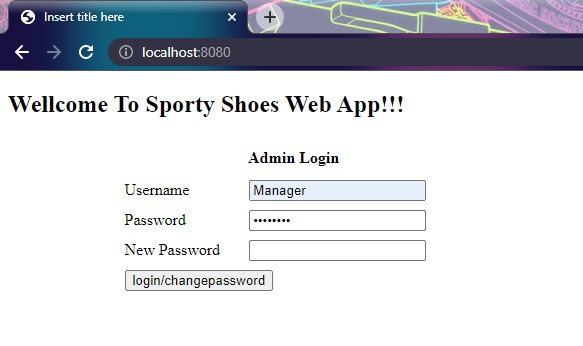 Insert title here
localhost:8080
Wellcome To Sporty Shoes Web App!!!
Admin Login
Username Manager
Password ••••••••
New Password
login/changepassword